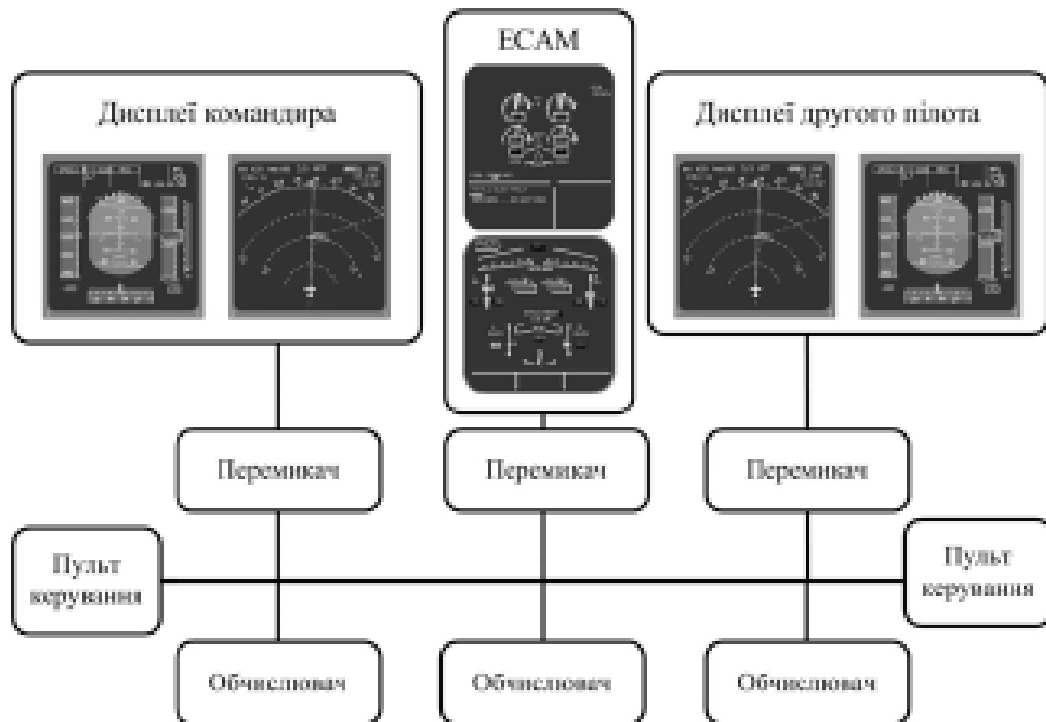 ECAM
Дисплеї командира
Дисплеї другого пілота
Перемикач
Перемикач
Перемикач
Пульт
керування
Пульт
керування
Обчислювач
Обчислювач
Обчислювач